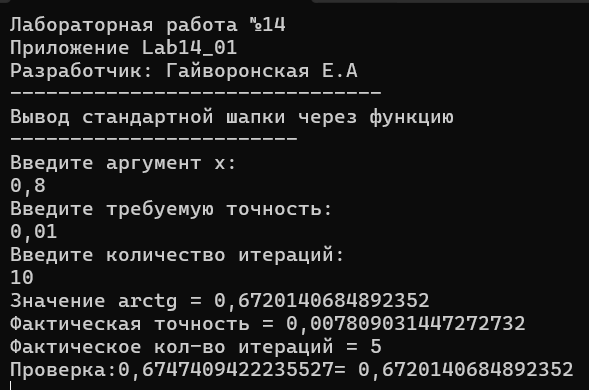 Лабораторная работа №14
Приложение Lab14_01
Разработчик: Гайворонская Е.А
--------------------------------
Вывод стандартной шапки через функцию
-------------------------
Введите аргумент x:
0,8
Введите требуемую точность:
0,01
Введите количество итераций:
10
Значение arctg = 0,6720140684892352
Фактическая точность = 0,007809031447272732
Фактическое кол-во итераций = 5
Проверка:0,6747409422235527= 0,6720140684892352